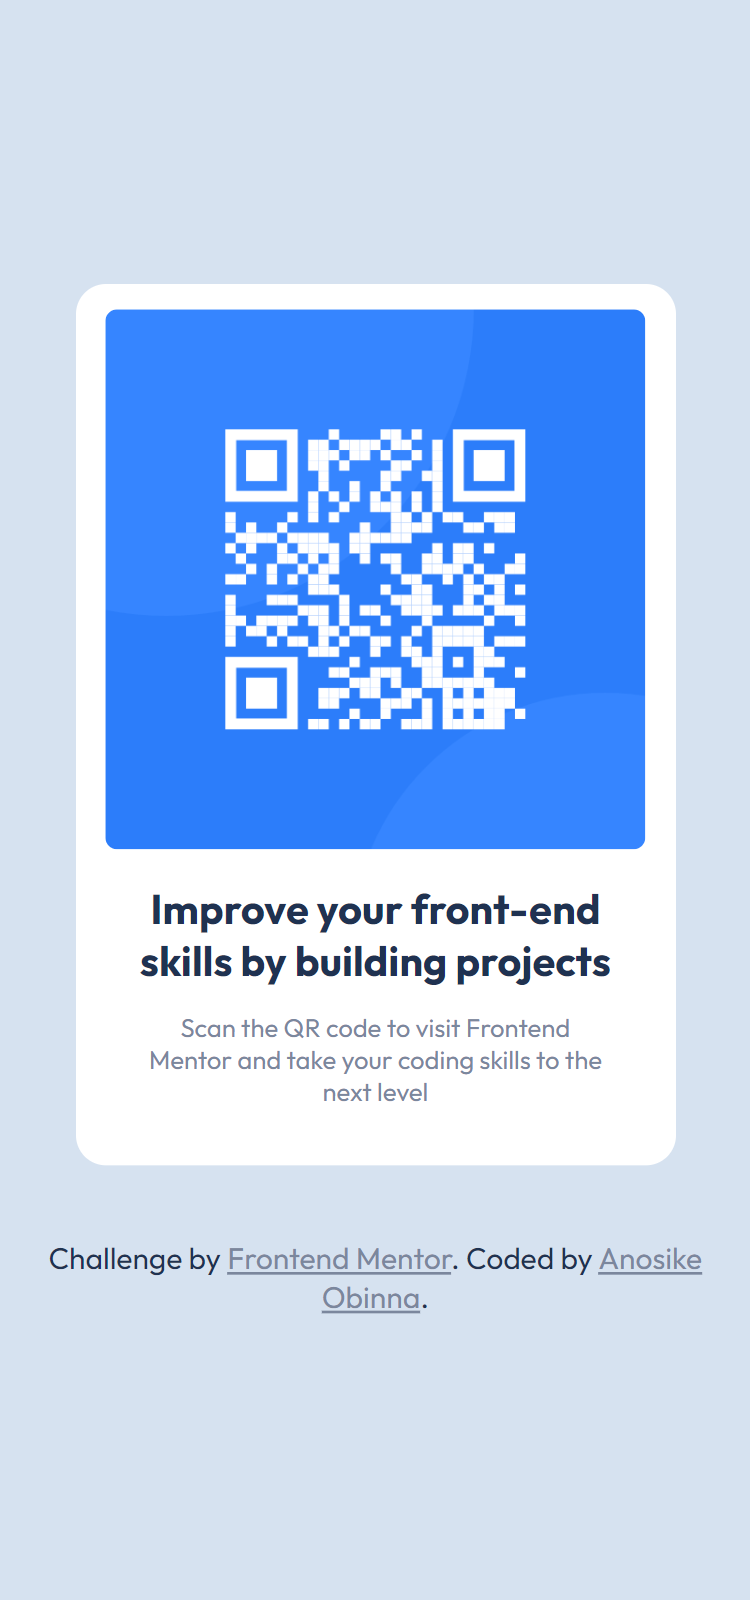 Improve your front-end
skills by building projects
Scan the QR code to visit Frontend
Mentor and take your coding skills to the
next level
Challenge by Frontend Mentor. Coded by Anosike
Obinna.